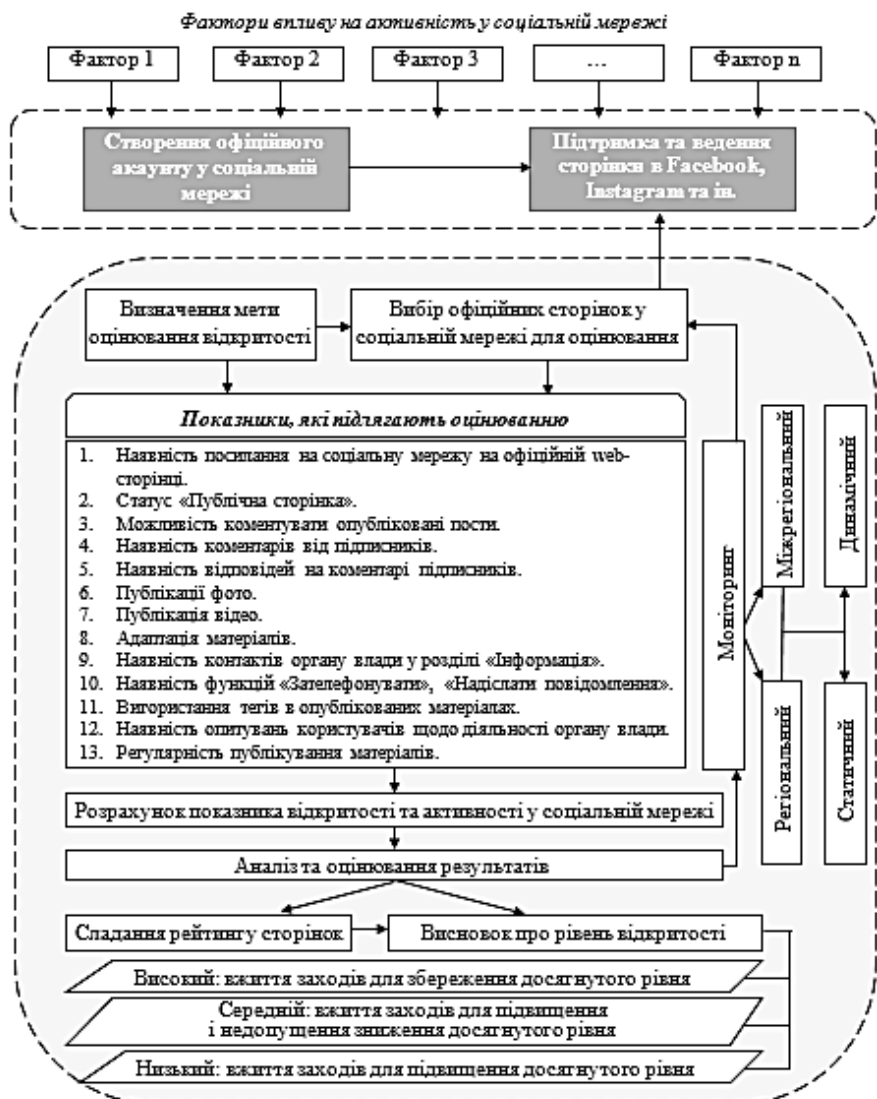 Фактори впливу на активність у соціальній мережі
Фактор 1
Фактор 2
Фактор 3
...
Фактор n
Створення офіційного
акаунту у соціальній
мережі
Підтримка та ведення
сторінки в Facebook,
Instagram та ін.
Визначення мети
оцінювання відкритості
Вибір офіційних сторінок у
соціальній мережі для оцінювання
Показники, які підлягають оцінюванню
1. Наявність посилання на соціальну мережу на офіційній web-
сторінці.
2. Статус «Публічна сторінка».
3. Можливість коментувати опубліковані пости.
4. Наявність коментарів від підписників.
5. Наявність відповідей на коментарі підписників.
6. Публікації фото.
7. Публікація відео.
8. Адаптація матеріалів.
9. Наявність контактів органу влади у розділі «Інформація».
10. Наявність функцій «Зателефонувати», «Надіслати повідомлення».
11. Використання тегів в опублікованих матеріалах.
12. Наявність опитувань користувачів щодо діяльності органу влади.
13. Регулярність публікування матеріалів.
Моніторинг
Міжрегіональний
Динамічний
Регіональний
Статичний
Розрахунок показника відкритості та активності у соціальній мережі
Аналіз та оцінювання результатів
Сладання рейтингу сторінок
Висновок про рівень відкритості
Високий: вжиття заходів для збереження досягнутого рівня
Середній: вжиття заходів для підвищення
і недопущення зниження досягнутого рівня
Низький: вжиття заходів для підвищення досягнутого рівня